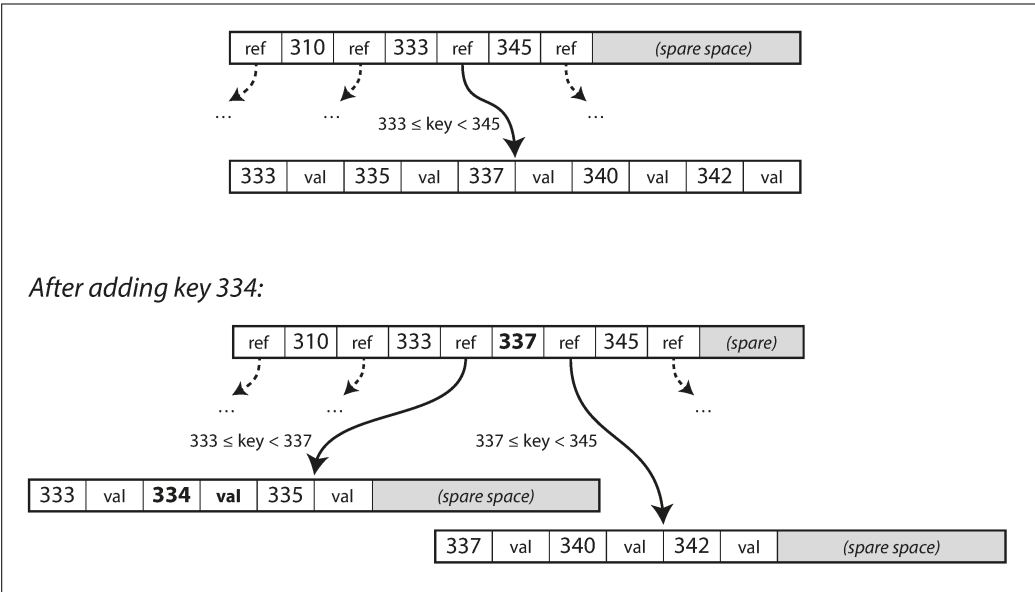 ref 310 ref 333 ref 345 ref (spare space)
... ... ...
333 ≤ key < 345
333 val 335 val 337 val 340 val 342 val
After adding key 334:
ref 310 ref 333 ref 337 ref 345 ref (spare)
... ... ...
333 ≤ key < 337 337 ≤ key < 345
333 val 334 val 335 val (spare space)
337 val 340 val 342 val (spare space)